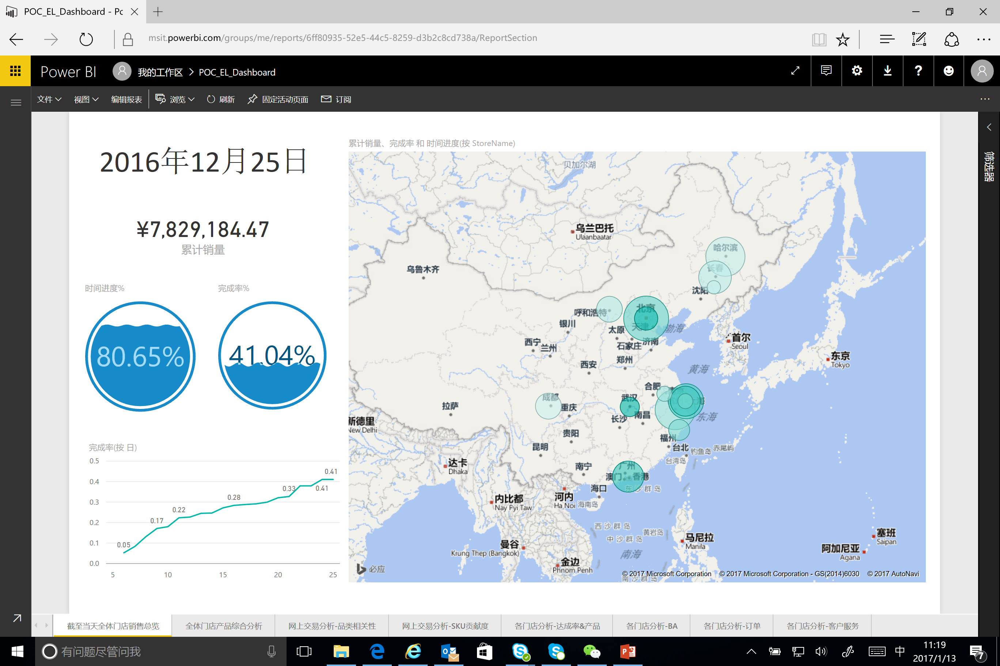 POC_EL_Dashboard - Pc
msit.powerbi.com/groups/me/reports/6ff80935-52e5-44c5-8259-d3b2c8cd738a/ReportSection
Power BI 我的工作区 > POC_EL_Dashboard
文件 视图 编辑报表 浏览 刷新 固定活动页面 订阅
筛选器
2016年12月25日
¥7,829,184.47
累计销量
时间进度% 完成率%
80.65% 41.04%
完成率(按 日)
0.5
0.4
0.3
0.2
0.1
0.0
0.05
0.17
0.22
0.28
0.33
0.41
0.41
5 10 15 20 25
累计销量、完成率 和 时间进度(按 StoreName)
贝加尔湖
乌兰巴托
Ulaanbaatar
哈尔滨
长春
乌鲁木齐
沈阳
北京
呼和浩特
银川
太原
天津
渤海
石家庄
济南
首尔
Seoul
西宁
兰州
东京
Tokyo
西安
郑州
黄海
合肥
成都
武汉
拉萨
重庆
南昌
东海
长沙
新德里
New Delhi
贵阳
福州
昆明
台北
钓鱼岛
赤尾屿
台湾岛
达卡
Dhaka
南宁
广州
澳门
香港
海口
东沙群岛
内比都
Nay Pyi Taw
河内
Ha Noi
海南岛
西沙群岛
黄岩岛
中沙群岛
马尼拉
Manila
塞班
Saipan
曼谷
Krung Thep (Bangkok)
南海
阿加尼亚
Agana
金边
Phnom Penh
南沙群岛
必应
© 2017 Microsoft Corporation © 2017 Microsoft Corporation - GS(2014)6030 © 2017 AutoNavi
截至当天全体门店销售总览 全体门店产品综合分析 网上交易分析-品类相关性 网上交易分析-SKU贡献度 各门店分析-达成率&产品 各门店分析-BA 各门店分析-订单 各门店分析-客户服务
有问题尽管问我
中
11:19
2017/1/13
7